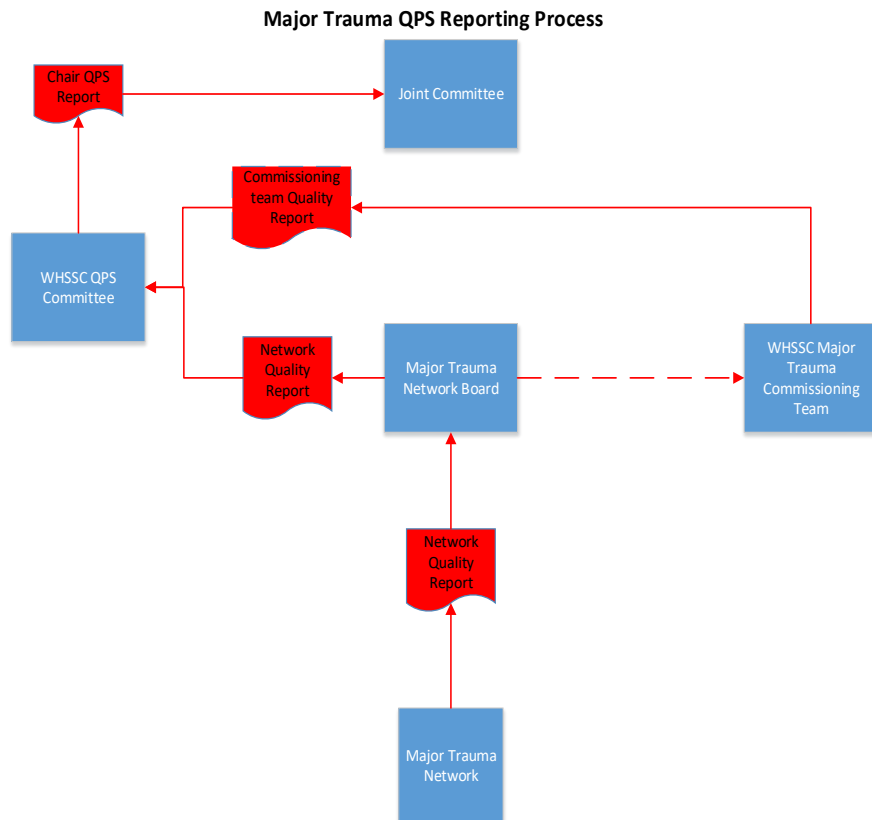 Major Trauma QPS Reporting Process
Chair QPS
Report
Joint Committee
Commissioning
team Quality
Report
WHSSC QPS
Committee
Network
Quality
Report
Major Trauma
Network Board
WHSSC Major
Trauma
Commissioning
Team
Network
Quality
Report
Major Trauma
Network